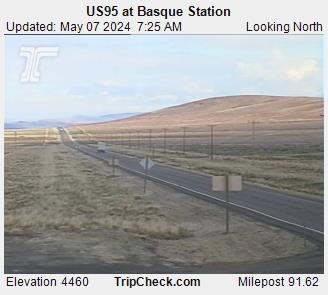 US95 at Basque Station
Updated: May 07 2024 7:25 AM Looking North
Elevation 4460 TripCheck.com Milepost 91.62